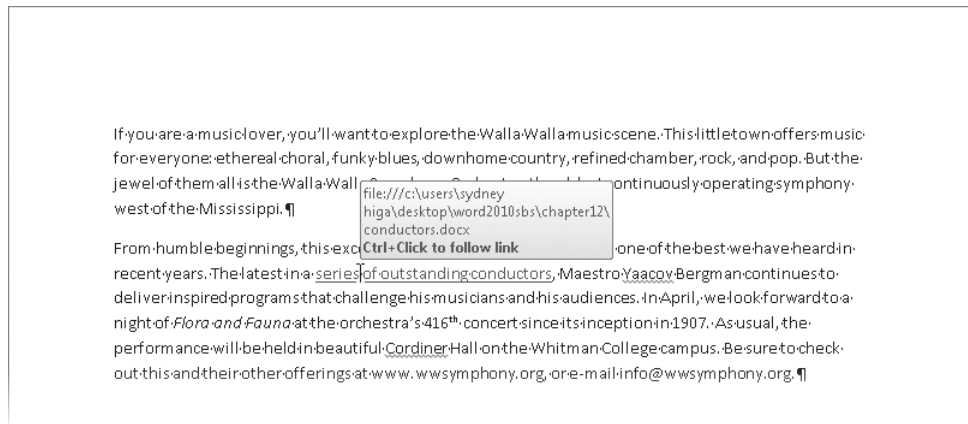 If you are a music lover, you'll want to explore the Walla Walla music scene. This little town offers music
for everyone: ethereal choral, funky blues, downhome country, refined chamber, rock, and pop. But the
jewel of them all is the Walla Wall continuously operating symphony
west of the Mississippi.¶
file:///c:\users\sydney
higa\desktop\word2010sbs\chapter12\
conductors.docx
Ctrl+Click to follow link
From humble beginnings, this exc one of the best we have heard in
recent years. The latest in a series of outstanding conductors, Maestro Yaacov Bergman continues to
deliver inspired programs that challenge his musicians and his audiences. In April, we look forward to a
night of Flora and Fauna at the orchestra's 416th concert since its inception in 1907. As usual, the
performance will be held in beautiful Cordiner Hall on the Whitman College campus. Be sure to check
out this and their other offerings at www.wwsymphony.org, or e-mail info@wwsymphony.org.¶